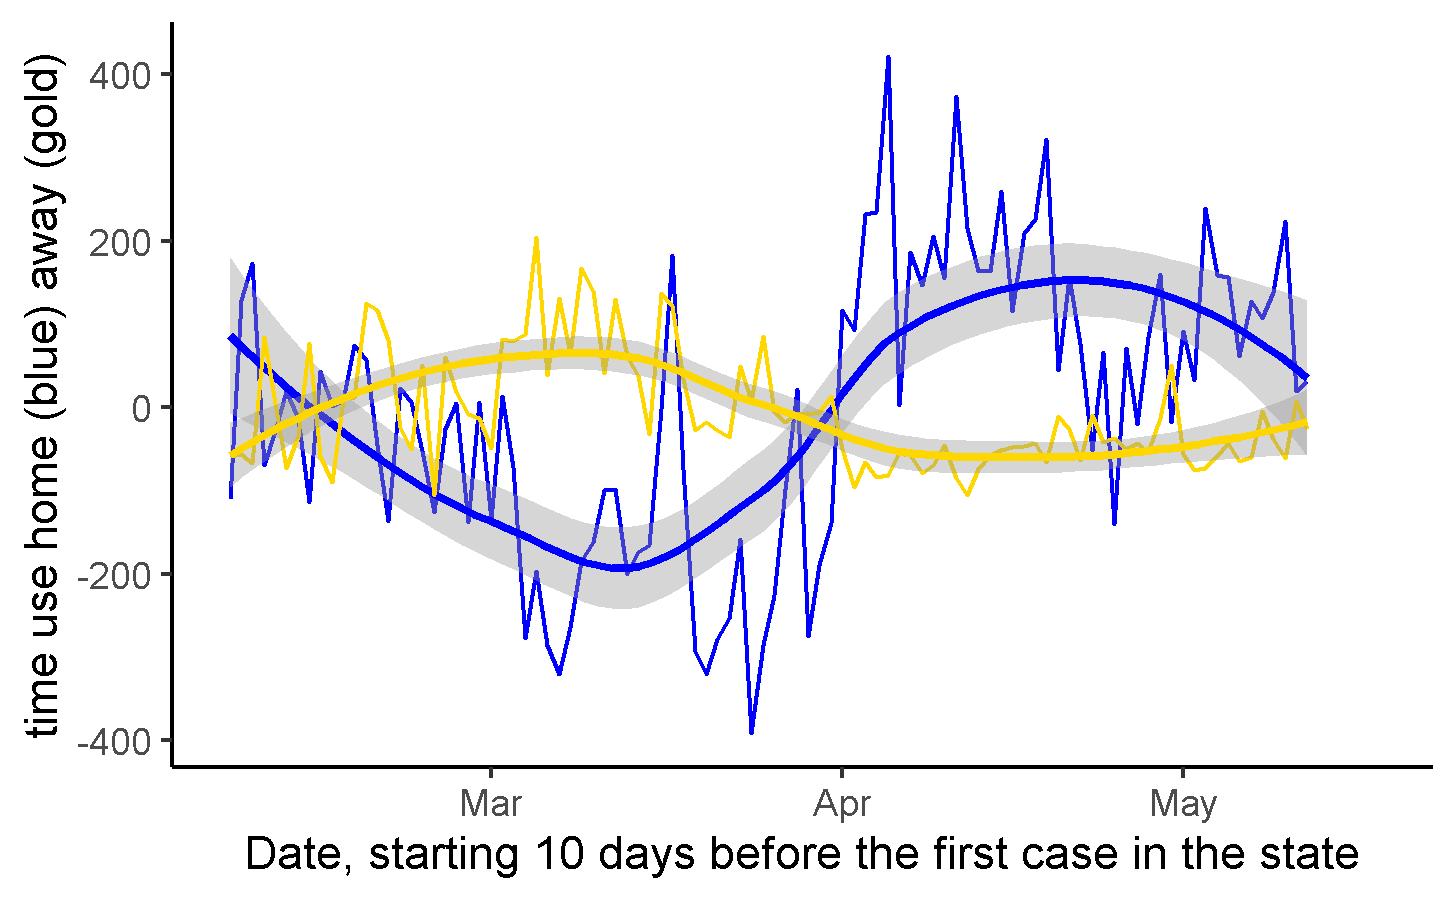 time use home (blue) away (gold)
400
200
0
-200
-400
Mar
Apr
May
Date, starting 10 days before the first case in the state